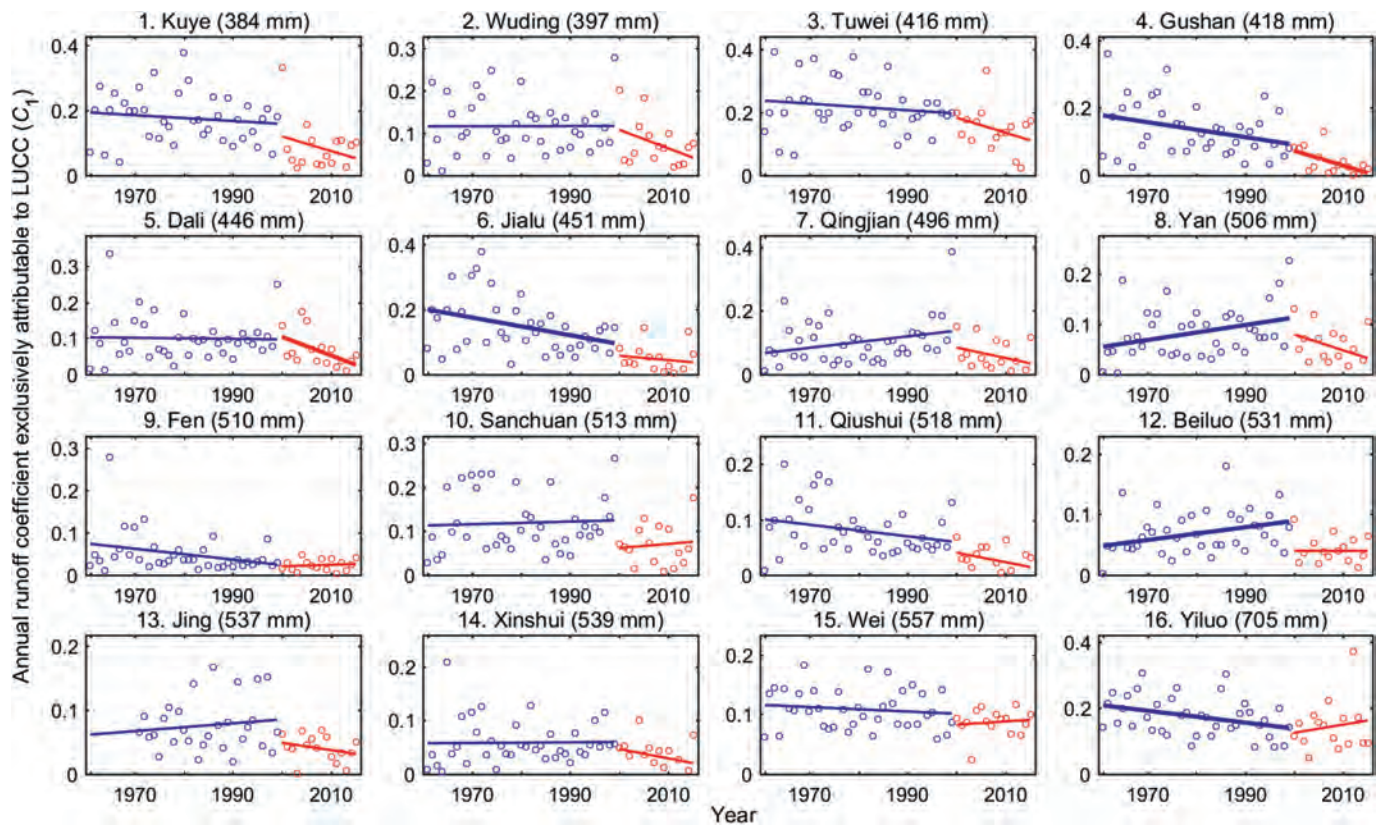 1. Kuye (384 mm) 2. Wuding (397 mm) 3. Tuwei (416 mm) 4. Gushan (418 mm)
0.4 0.3 0.4 0.4
0.2 0.2 0.2
0.2 0.1
0 0 0 0
1970 1990 2010 1970 1990 2010 1970 1990 2010 1970 1990 2010
5. Dali (446 mm) 6. Jialu (451 mm) 7. Qingjian (496 mm) 8. Yan (506 mm)
0.3 0.4 0.4 0.2
0.2 0.2 0.2 0.1
0.1
0 0 0 0
1970 1990 2010 1970 1990 2010 1970 1990 2010 1970 1990 2010
9. Fen (510 mm) 10. Sanchuan (513 mm) 11. Qiushui (518 mm) 12. Beiluo (531 mm)
0.3 0.3 0.2 0.2
0.2 0.2 0.1 0.1
0.1 0.1
0 0 0 0
1970 1990 2010 1970 1990 2010 1970 1990 2010 1970 1990 2010
13. Jing (537 mm) 14. Xinshui (539 mm) 15. Wei (557 mm) 16. Yiluo (705 mm)
0.2 0.2 0.2 0.4
0.1 0.1 0.1 0.2
0 0 0 0
1970 1990 2010 1970 1990 2010 1970 1990 2010 1970 1990 2010
Year
Annual runoff coefficient exclusively attributable to LUCC (C1)